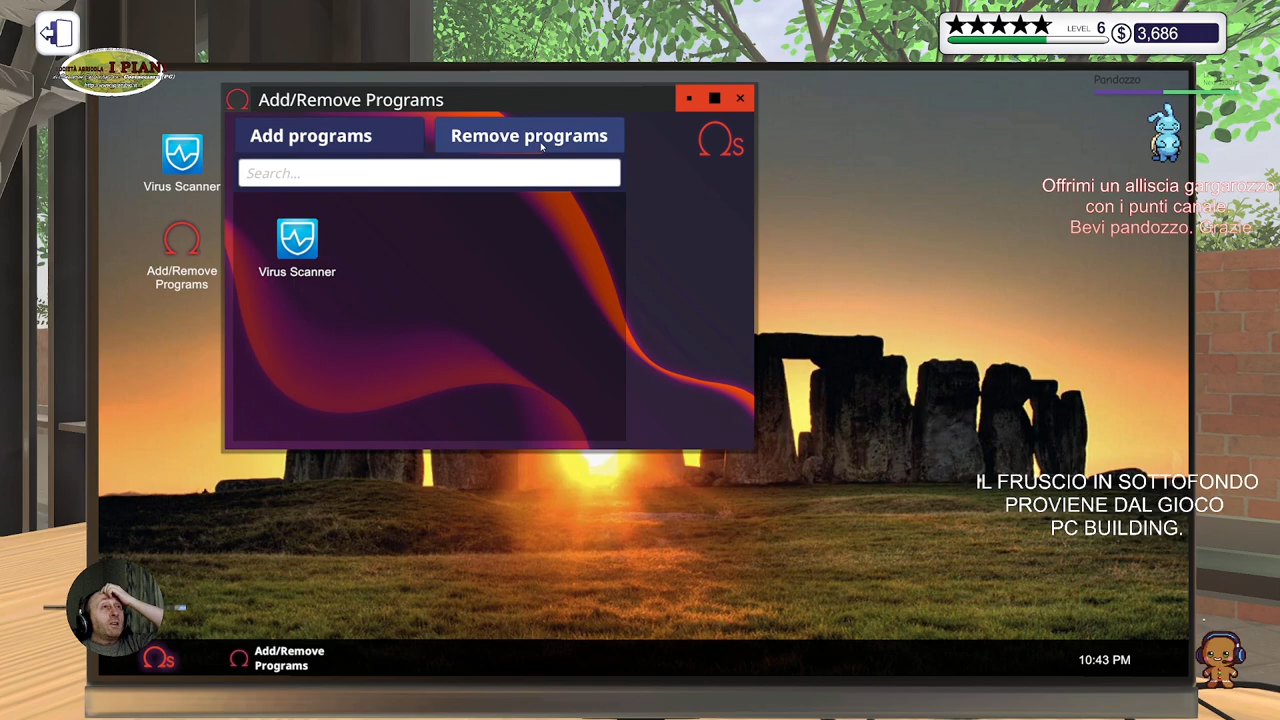 LEVEL 6
$ 3,686
I PIANI
Pandozzo
Add/Remove Programs
Add programs
Remove programs
Search...
Virus Scanner
Virus Scanner
Add/Remove
Programs
Offrimi un alliscia gargarozzo
con i punti canale.
Bevi pandozzo. Grazie
IL FRUSCIO IN SOTTOFONDO
PROVIENE DAL GIOCO
PC BUILDING.
Ωs
Add/Remove
Programs
10:43 PM